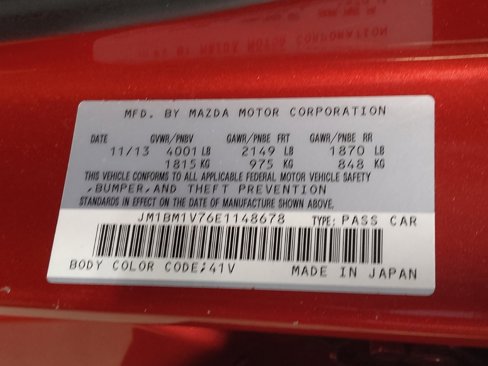 MFD. BY MAZDA MOTOR CORPORATION
DATE GVWR/PNBV GAWR/PNBE FRT GAWR/PNBE RR
11/13 4001 LB 2149 LB 1870 LB
1815 KG 975 KG 848 KG
THIS VEHICLE CONFORMS TO ALL APPLICABLE FEDERAL MOTOR VEHICLE SAFETY
,BUMPER,AND THEFT PREVENTION
STANDARDS IN EFFECT ON THE DATE OF MANUFACTURE SHOWN ABOVE.
JM1BM1V76E1148678 TYPE: PASS CAR
BODY COLOR CODE:41V MADE IN JAPAN